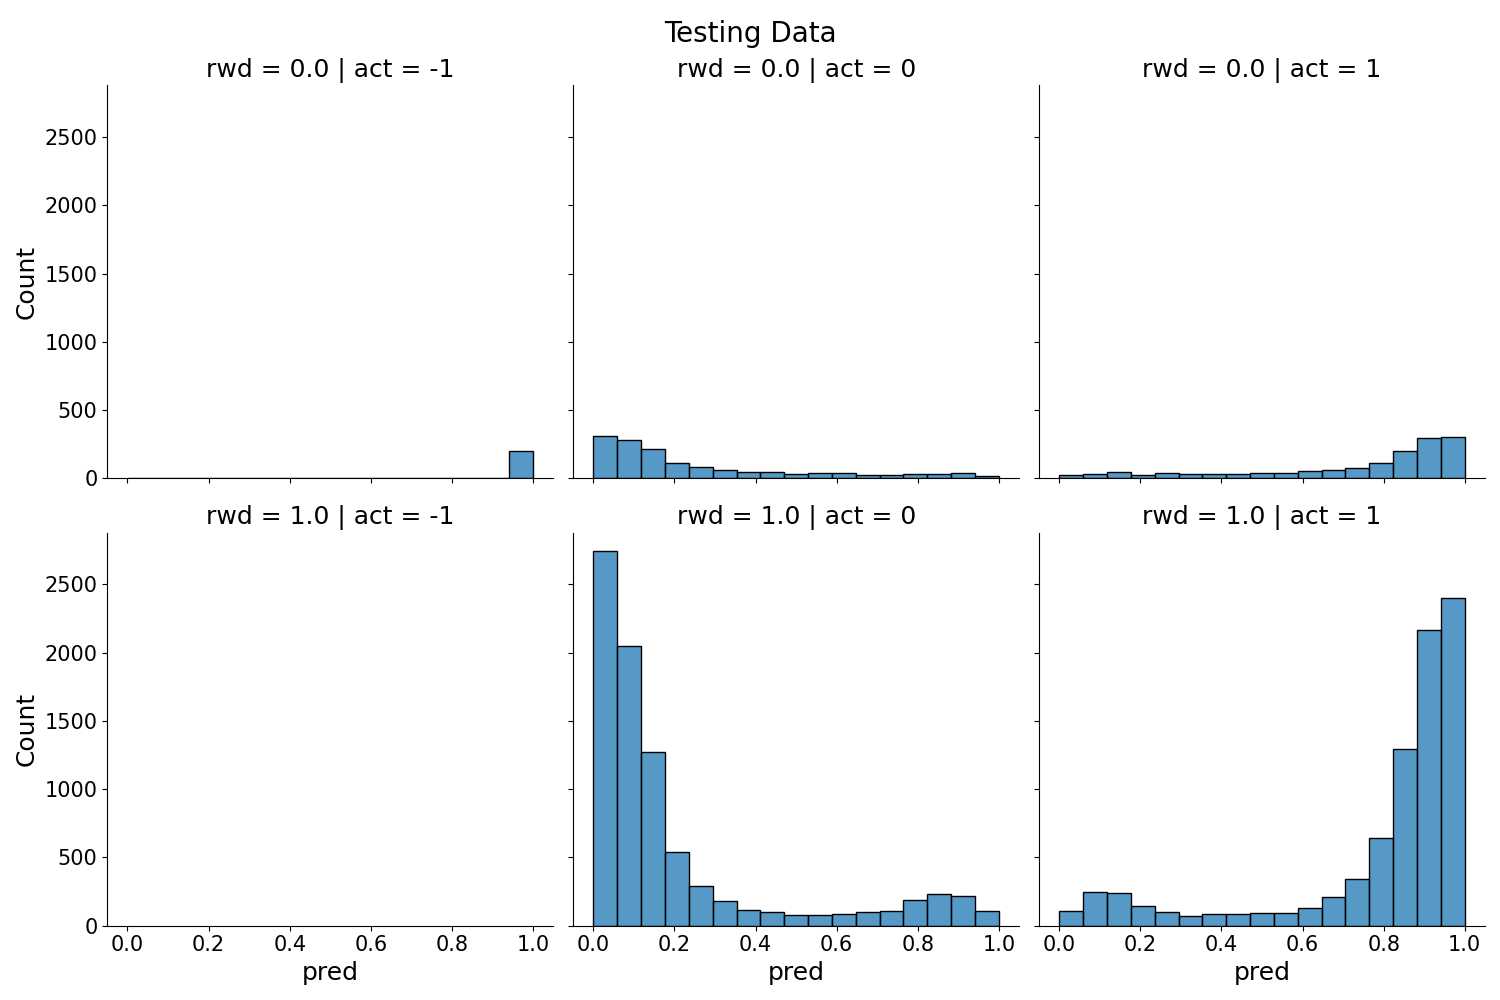 Testing Data
rwd = 0.0 | act = -1
rwd = 0.0 | act = 0
rwd = 0.0 | act = 1
Count
2500
2000
1500
1000
500
0
rwd = 1.0 | act = -1
rwd = 1.0 | act = 0
rwd = 1.0 | act = 1
Count
2500
2000
1500
1000
500
0
0.0 0.2 0.4 0.6 0.8 1.0
0.0 0.2 0.4 0.6 0.8 1.0
0.0 0.2 0.4 0.6 0.8 1.0
pred
pred
pred